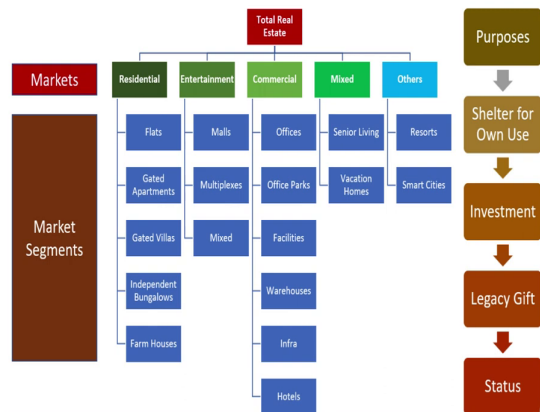 Total Real
Estate
Purposes
Markets
Residential
Entertainment
Commercial
Mixed
Others
Shelter for
Own Use
Market
Segments
Flats
Malls
Offices
Senior Living
Resorts
Gated
Apartments
Multiplexes
Office Parks
Vacation
Homes
Smart Cities
Investment
Gated Villas
Mixed
Facilities
Independent
Bungalows
Warehouses
Legacy Gift
Farm Houses
Infra
Hotels
Status